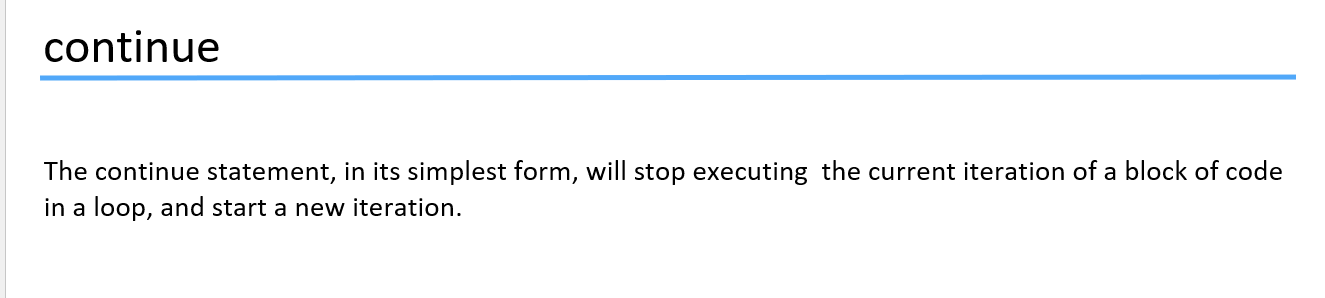 continue
The continue statement, in its simplest form, will stop executing  the current iteration of a block of code
in a loop, and start a new iteration.